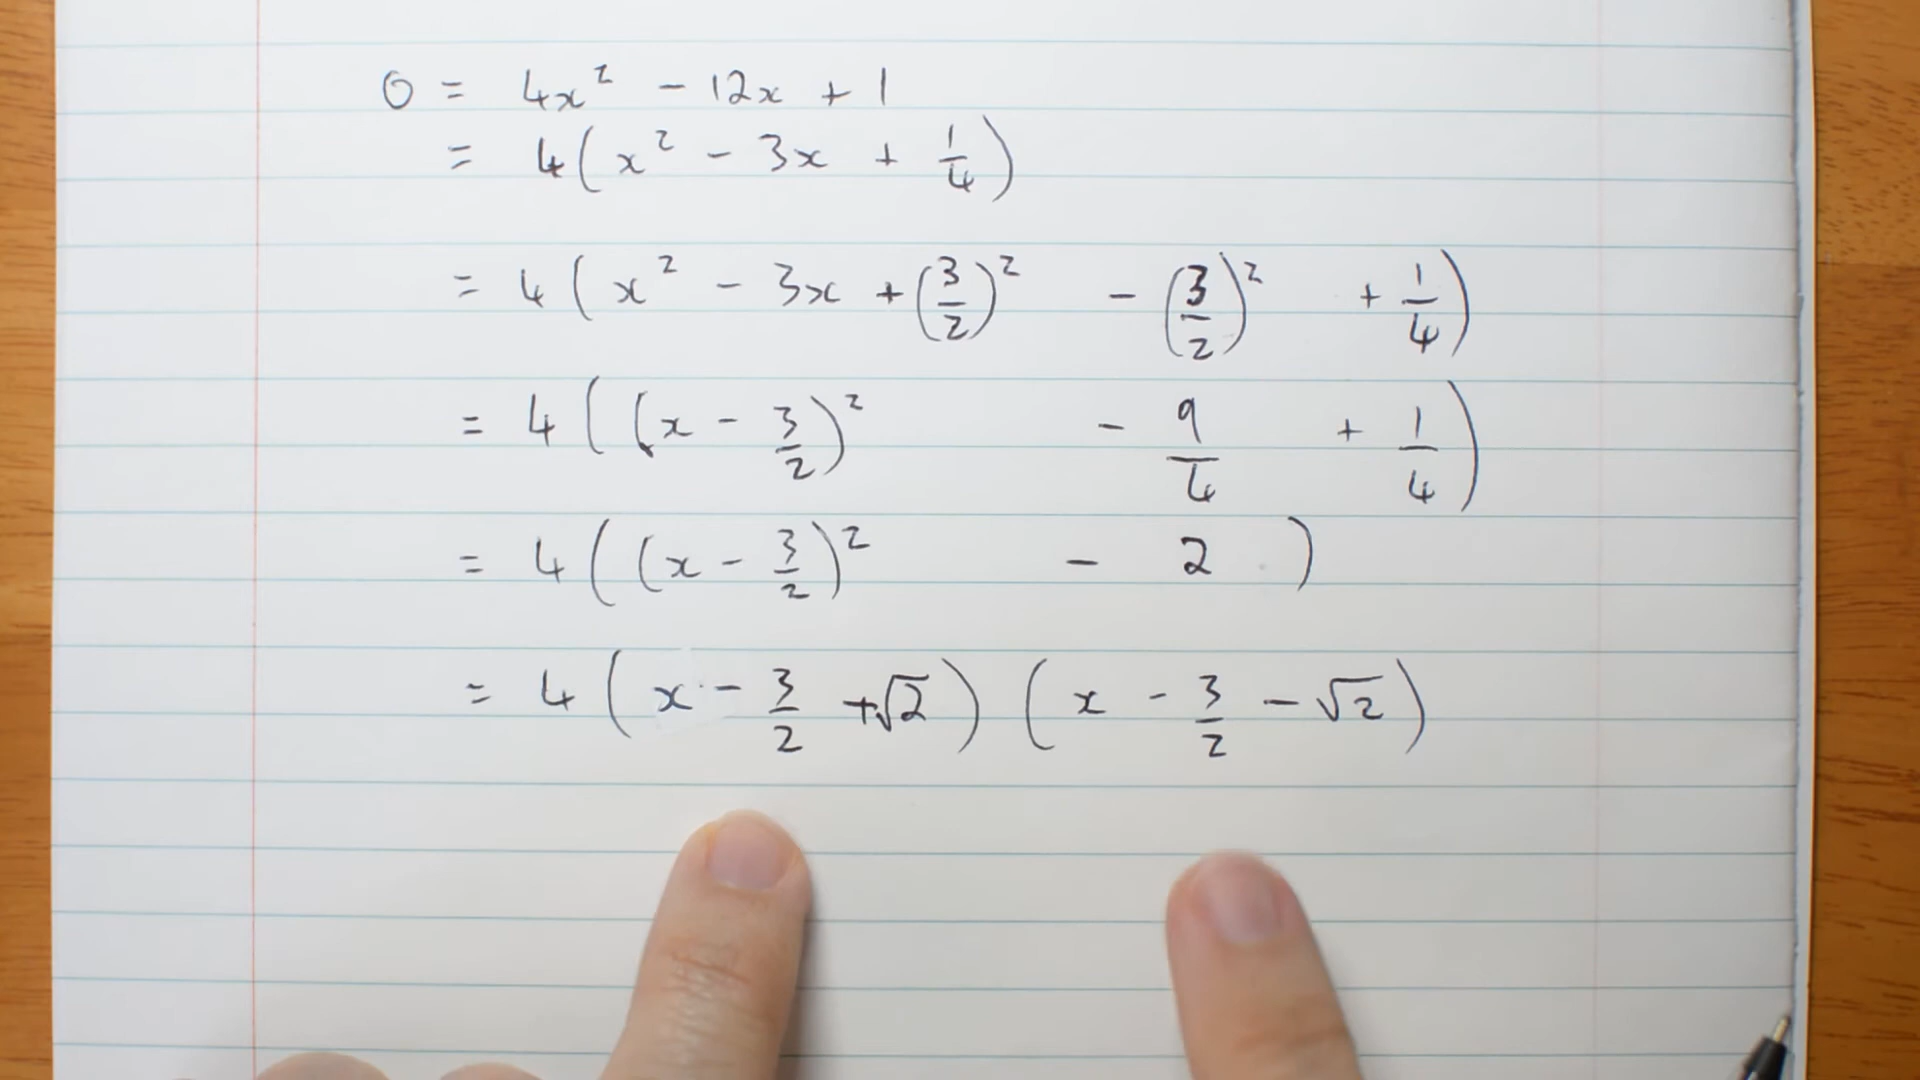 0 = 4x² - 12x + 1
= 4(x² - 3x + 1/4)
= 4(x² - 3x + (3/2)² - (3/2)² + 1/4)
= 4((x - 3/2)² - 9/4 + 1/4)
= 4((x - 3/2)² - 2)
= 4(x - 3/2 + √2)(x - 3/2 - √2)